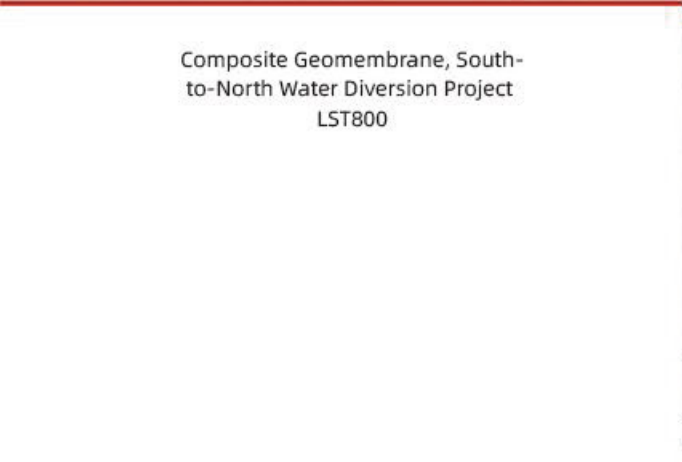 Composite Geomembrane, South-
to-North Water Diversion Project
LST800